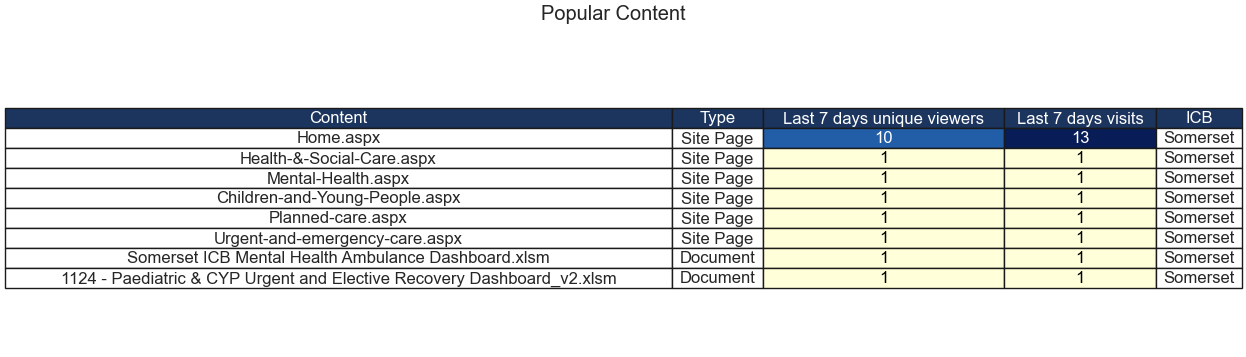 Popular Content
Content Type Last 7 days unique viewers Last 7 days visits ICB
Home.aspx Site Page 10 13 Somerset
Health-&-Social-Care.aspx Site Page 1 1 Somerset
Mental-Health.aspx Site Page 1 1 Somerset
Children-and-Young-People.aspx Site Page 1 1 Somerset
Planned-care.aspx Site Page 1 1 Somerset
Urgent-and-emergency-care.aspx Site Page 1 1 Somerset
Somerset ICB Mental Health Ambulance Dashboard.xlsm Document 1 1 Somerset
1124 - Paediatric & CYP Urgent and Elective Recovery Dashboard_v2.xlsm Document 1 1 Somerset